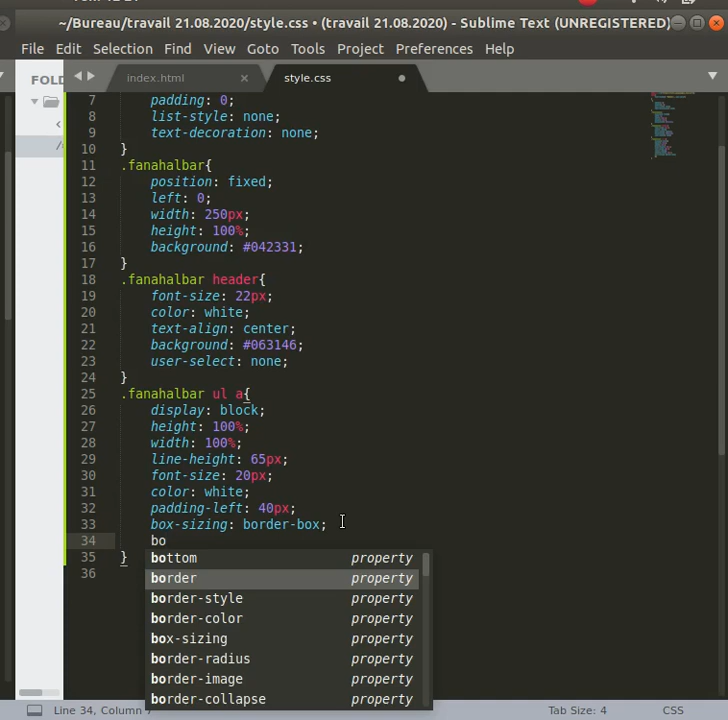 ~/Bureau/travail 21.08.2020/style.css • (travail 21.08.2020) - Sublime Text (UNREGISTERED)
File Edit Selection Find View Goto Tools Project Preferences Help
FOLD
index.html
style.css
7 padding: 0;
8 list-style: none;
9 text-decoration: none;
10 }
11 .fanahalbar{
12 position: fixed;
13 left: 0;
14 width: 250px;
15 height: 100%;
16 background: #042331;
17 }
18 .fanahalbar header{
19 font-size: 22px;
20 color: white;
21 text-align: center;
22 background: #063146;
23 user-select: none;
24 }
25 .fanahalbar ul a{
26 display: block;
27 height: 100%;
28 width: 100%;
29 line-height: 65px;
30 font-size: 20px;
31 color: white;
32 padding-left: 40px;
33 box-sizing: border-box;
34 bo
35 }
36
bottom property
border property
border-style property
border-color property
box-sizing property
border-radius property
border-image property
border-collapse property
Line 34, Column 7
Tab Size: 4
CSS